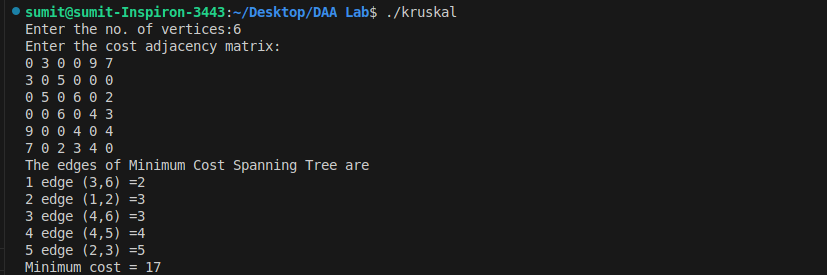 sumit@sumit-Inspiron-3443:~/Desktop/DAA Lab$ ./kruskal
Enter the no. of vertices:6
Enter the cost adjacency matrix:
0 3 0 0 9 7
3 0 5 0 0 0
0 5 0 6 0 2
0 0 6 0 4 3
9 0 0 4 0 4
7 0 2 3 4 0
The edges of Minimum Cost Spanning Tree are
1 edge (3,6) =2
2 edge (1,2) =3
3 edge (4,6) =3
4 edge (4,5) =4
5 edge (2,3) =5
Minimum cost = 17